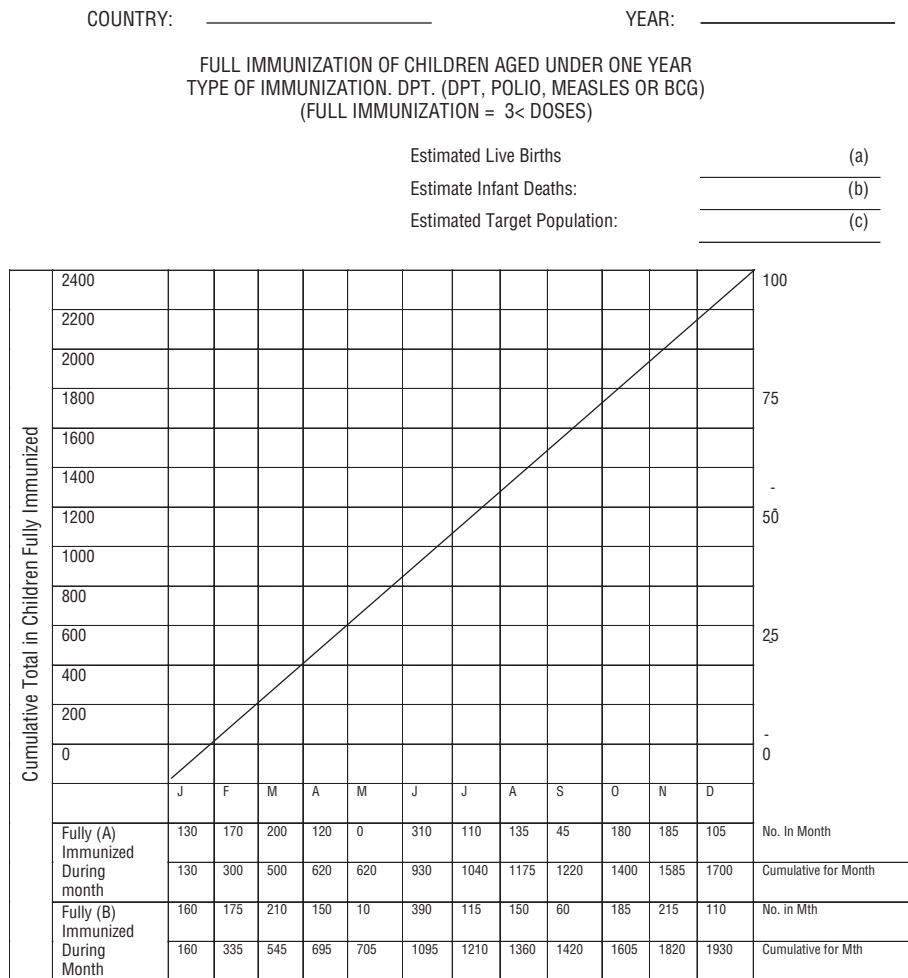 COUNTRY: YEAR:
FULL IMMUNIZATION OF CHILDREN AGED UNDER ONE YEAR
TYPE OF IMMUNIZATION. DPT. (DPT, POLIO, MEASLES OR BCG)
(FULL IMMUNIZATION = 3< DOSES)
Estimated Live Births (a)
Estimate Infant Deaths: (b)
Estimated Target Population: (c)
Cumulative Total in Children Fully Immunized
2400 100
2200
2000
1800 75
1600
1400
-
1200 50
1000
800
600 25
400
200
-
0 0
J F M A M J J A S O N D
Fully (A) 130 170 200 120 0 310 110 135 45 180 185 105 No. In Month
Immunized
During 130 300 500 620 620 930 1040 1175 1220 1400 1585 1700 Cumulative for Month
month
Fully (B) 160 175 210 150 10 390 115 150 60 185 215 110 No. in Mth
Immunized
During 160 335 545 695 705 1095 1210 1360 1420 1605 1820 1930 Cumulative for Mth
Month